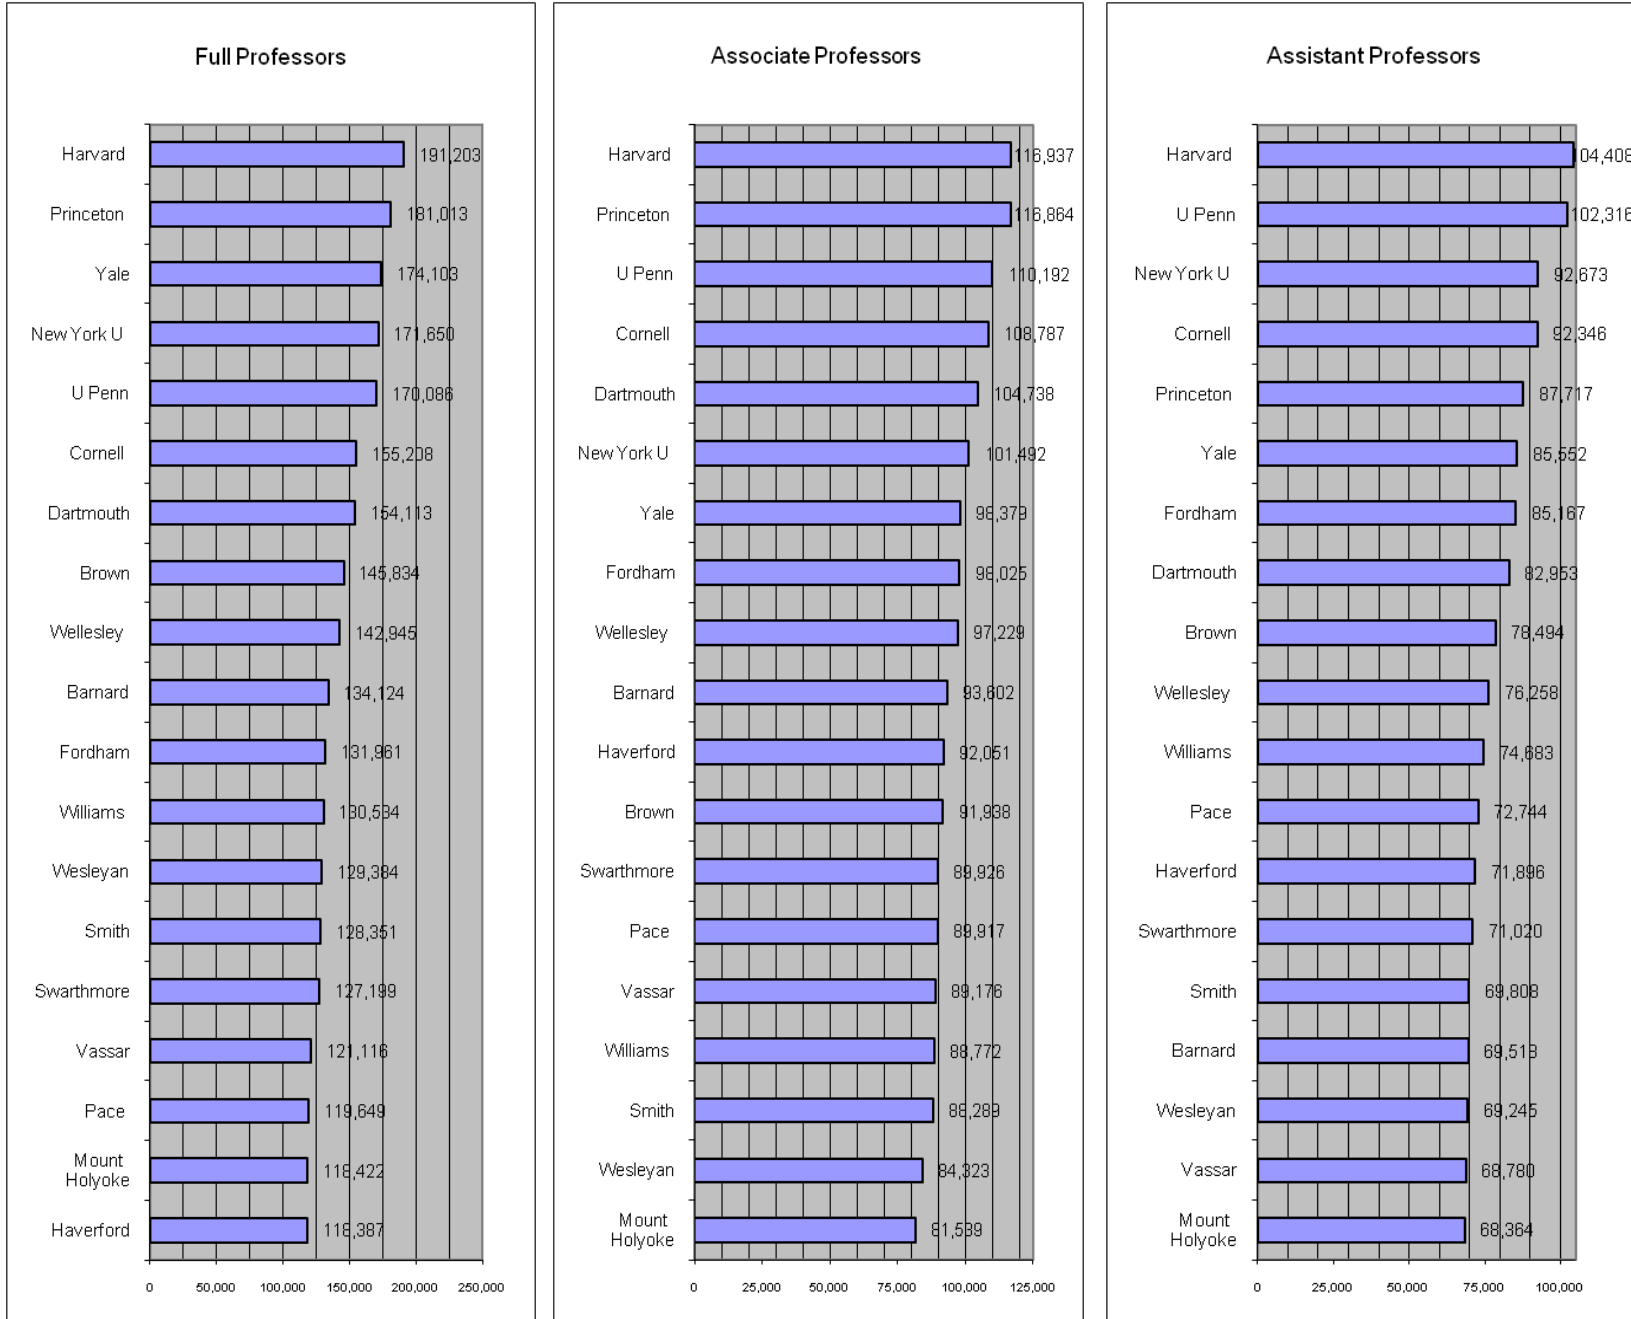 Full Professors
Harvard 191,203
Princeton 181,013
Yale 174,103
New York U 171,650
U Penn 170,086
Cornell 155,208
Dartmouth 154,113
Brown 145,834
Wellesley 142,945
Barnard 134,124
Fordham 131,961
Williams 130,534
Wesleyan 129,384
Smith 128,351
Swarthmore 127,199
Vassar 121,116
Pace 119,649
Mount
Holyoke 118,422
Haverford 118,387
0 50,000 100,000 150,000 200,000 250,000
Associate Professors
Harvard 116,937
Princeton 116,864
U Penn 110,192
Cornell 108,787
Dartmouth 104,738
New York U 101,492
Yale 98,379
Fordham 98,025
Wellesley 97,229
Barnard 93,602
Haverford 92,051
Brown 91,938
Swarthmore 89,926
Pace 89,917
Vassar 89,176
Williams 88,772
Smith 88,289
Wesleyan 84,323
Mount
Holyoke 81,539
0 25,000 50,000 75,000 100,000 125,000
Assistant Professors
Harvard 104,408
U Penn 102,316
New York U 92,673
Cornell 92,346
Princeton 87,717
Yale 85,552
Fordham 85,167
Dartmouth 82,953
Brown 78,494
Wellesley 76,258
Williams 74,683
Pace 72,744
Haverford 71,896
Swarthmore 71,020
Smith 69,808
Barnard 69,513
Wesleyan 69,245
Vassar 68,780
Mount
Holyoke 68,364
0 25,000 50,000 75,000 100,000